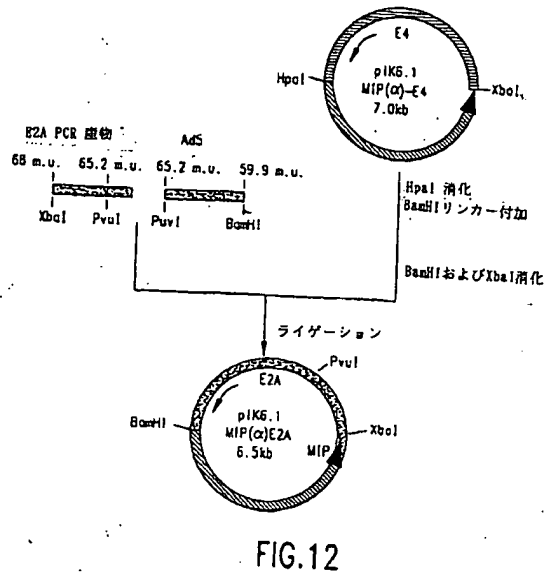 E4
HpaI
pIK6.1
MIP(α)-E4
7.0kb
XbaI
E2A PCR 産物
Ad5
68 m.u. 65.2 m.u. 65.2 m.u. 59.9 m.u.
XbaI PvuI PuvI BamHI
HpaI 消化
BamHIリンカー付加
BamHIおよびXbaI消化
ライゲーション
PvuI
E2A
BamHI
pIK6.1
MIP(α)E2A
6.5kb
MIP
XbaI
FIG.12